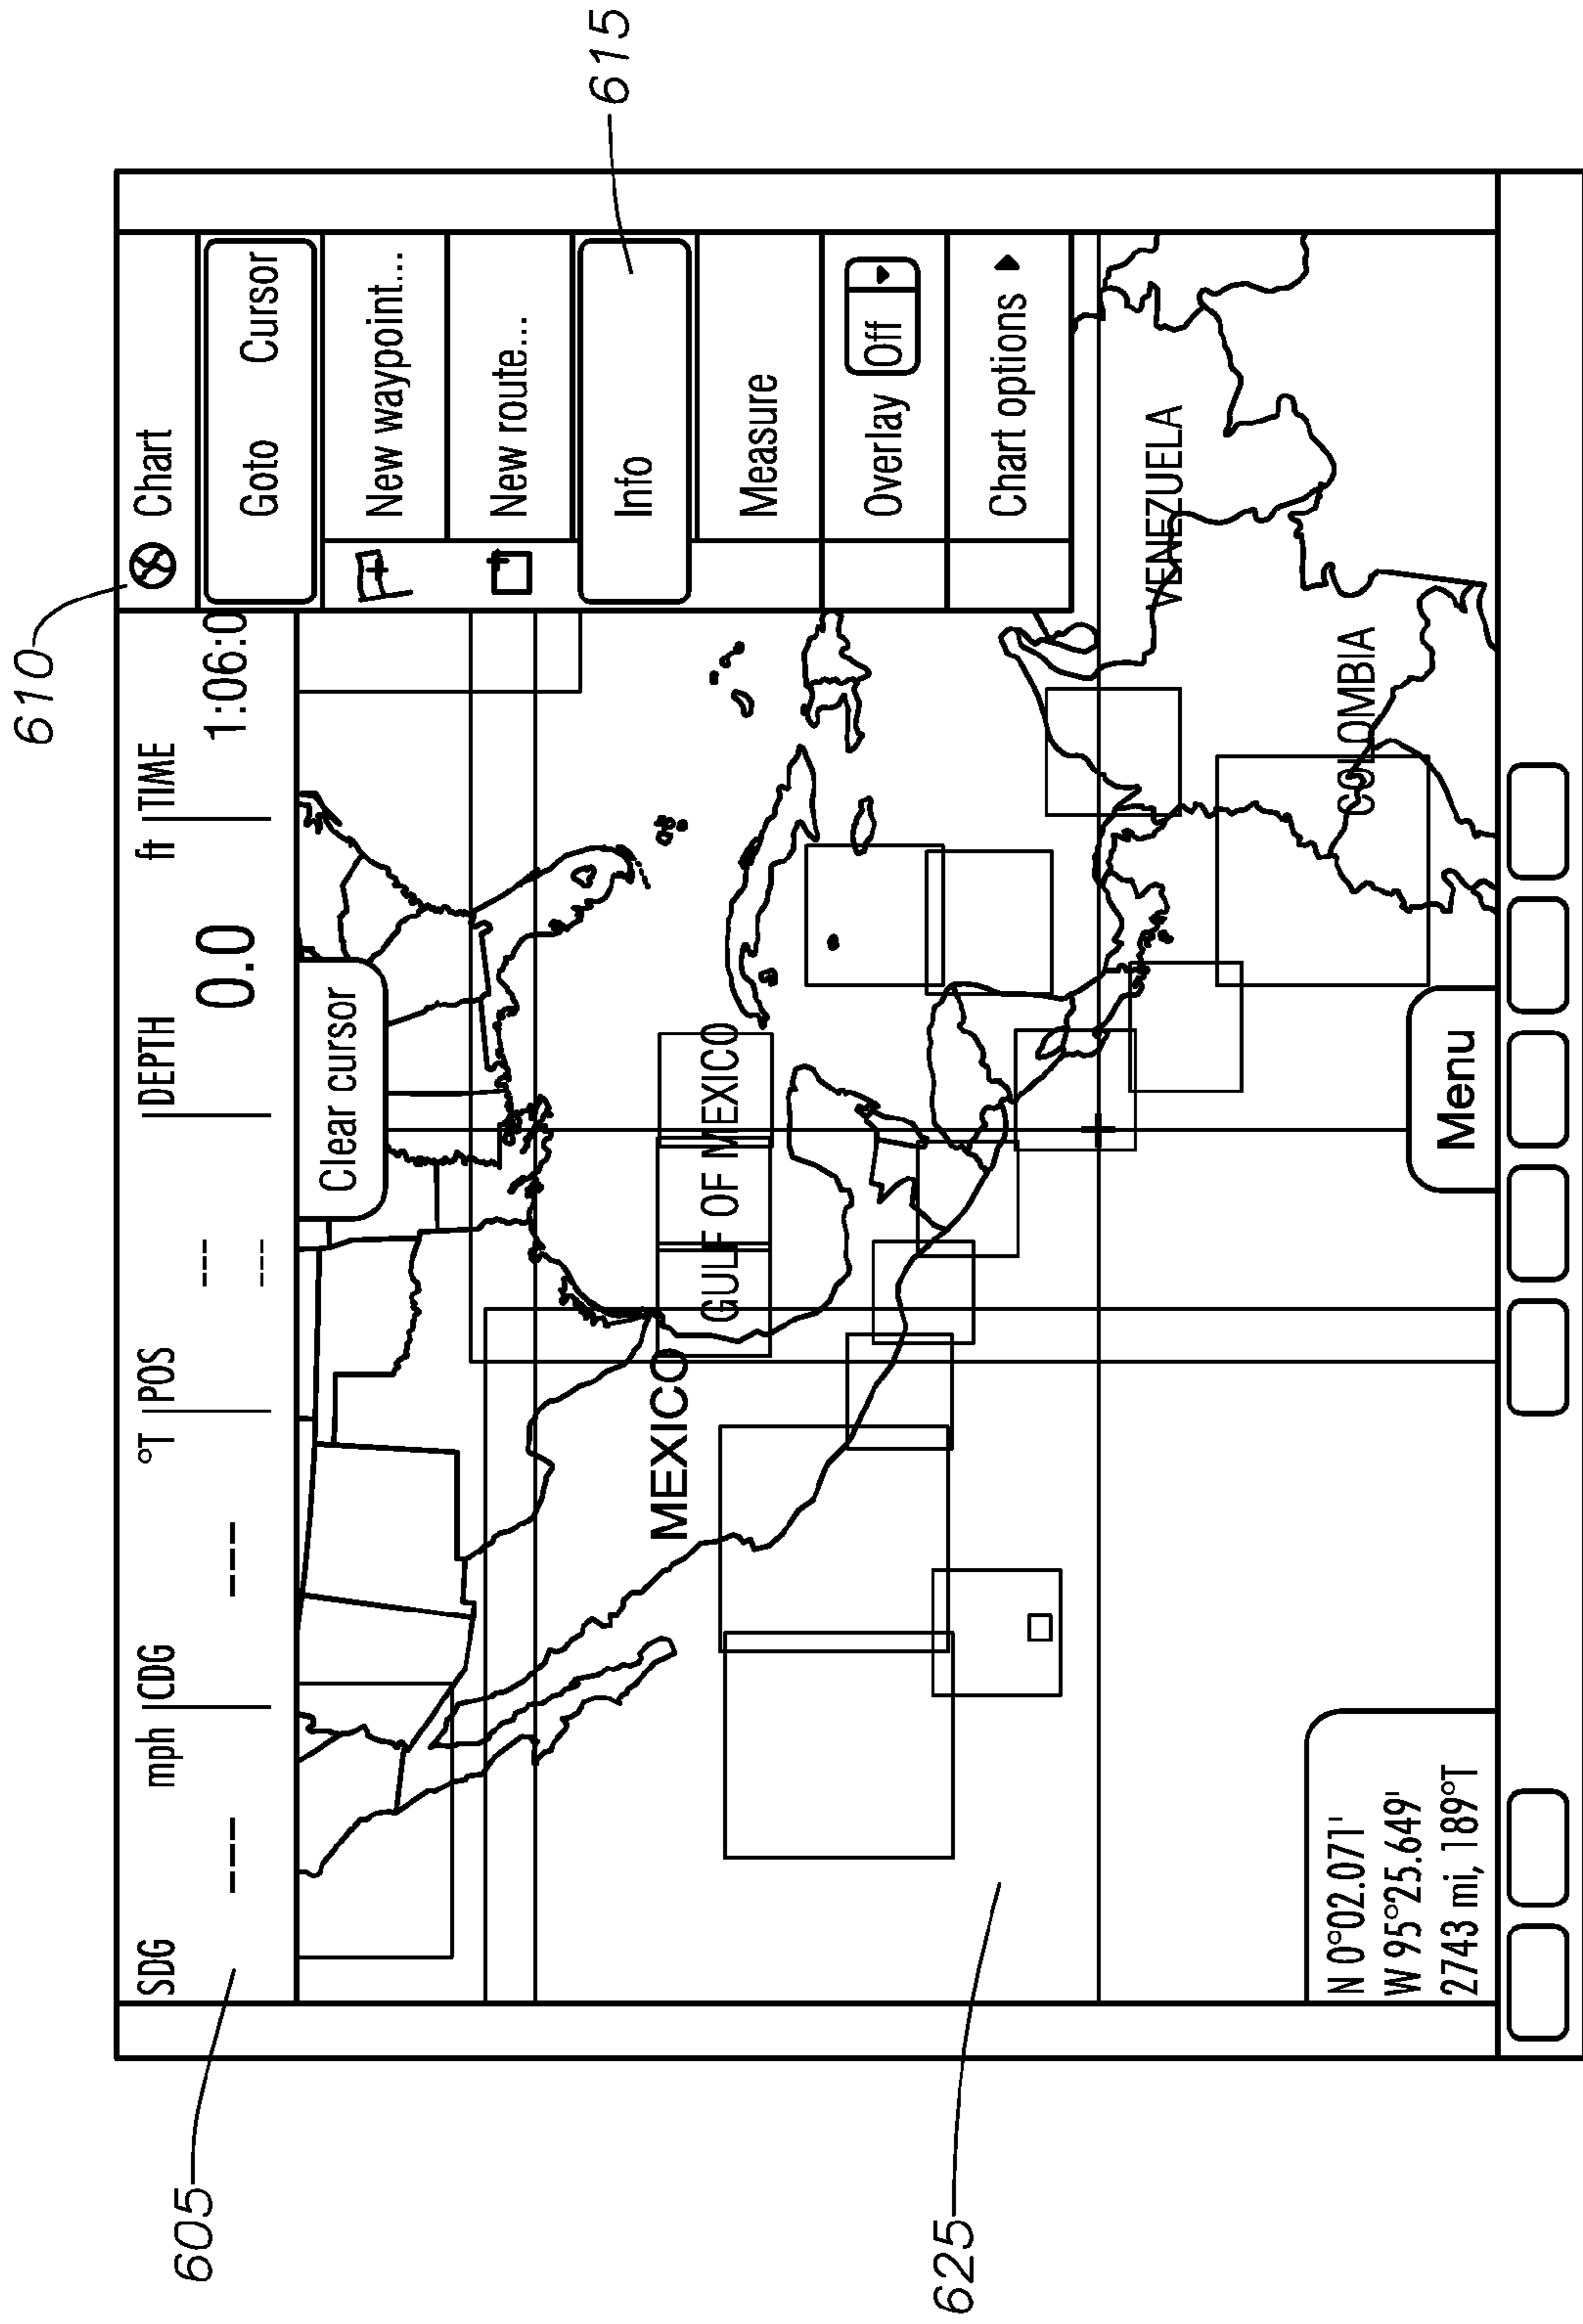 610
SDG mph CDG °T POS DEPTH ft TIME
--- --- --- 0.0 1:06:0
---
Chart
Goto Cursor
New waypoint...
New route...
Info
Measure
Overlay Off
Chart options
615
605
Clear cursor
MEXICO
GULF OF MEXICO
VENEZUELA
COLOMBIA
625
N 0°02.071'
W 95°25.649'
2743 mi, 189°T
Menu